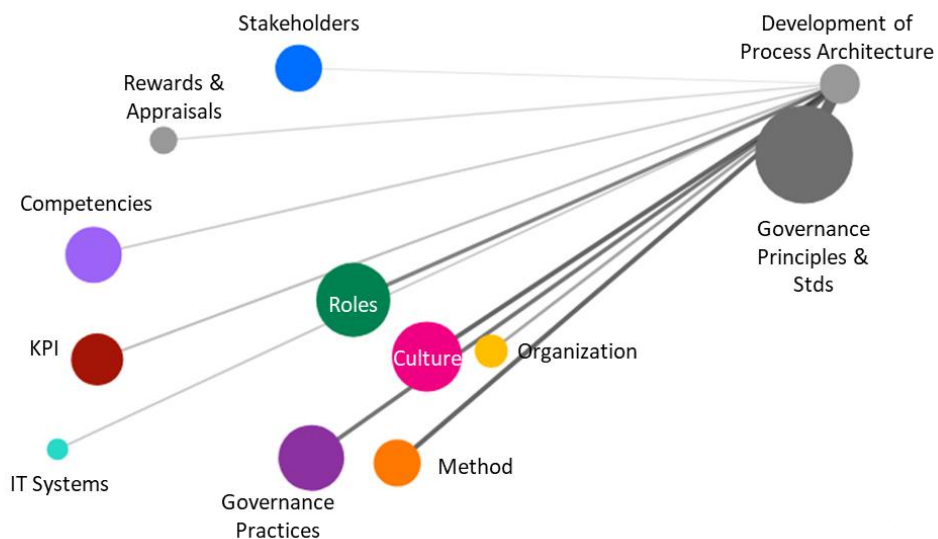 Stakeholders
Development of
Process Architecture
Rewards &
Appraisals
Competencies
Governance
Principles &
Stds
Roles
KPI
Culture
Organization
Method
IT Systems
Governance
Practices